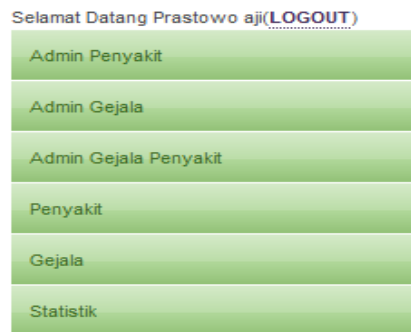 Selamat Datang Prastowo aji(LOGOUT)
Admin Penyakit
Admin Gejala
Admin Gejala Penyakit
Penyakit
Gejala
Statistik